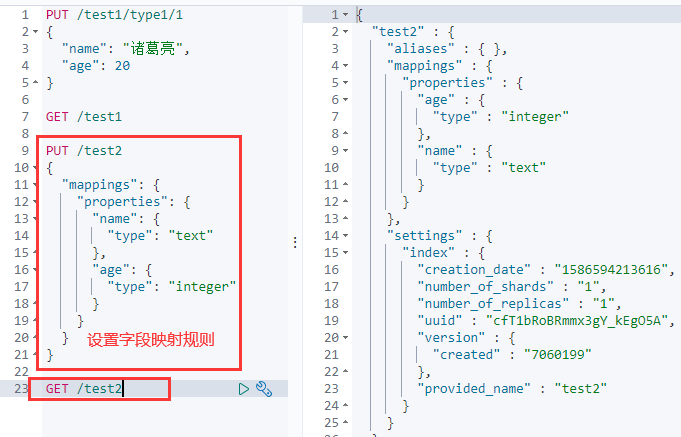 1 PUT /test1/type1/1
2 {
3 "name": "诸葛亮",
4 "age": 20
5 }
6
7 GET /test1
8
9 PUT /test2
10 {
11 "mappings": {
12 "properties": {
13 "name": {
14 "type": "text"
15 },
16 "age": {
17 "type": "integer"
18 }
19 }
20 } 设置字段映射规则
21 }
22
23 GET /test2
1 {
2 "test2" : {
3 "aliases" : { },
4 "mappings" : {
5 "properties" : {
6 "age" : {
7 "type" : "integer"
8 },
9 "name" : {
10 "type" : "text"
11 }
12 }
13 },
14 "settings" : {
15 "index" : {
16 "creation_date" : "1586594213616",
17 "number_of_shards" : "1",
18 "number_of_replicas" : "1",
19 "uuid" : "cfT1bRoBRmmx3gY_kEgO5A",
20 "version" : {
21 "created" : "7060199"
22 },
23 "provided_name" : "test2"
24 }
25 }